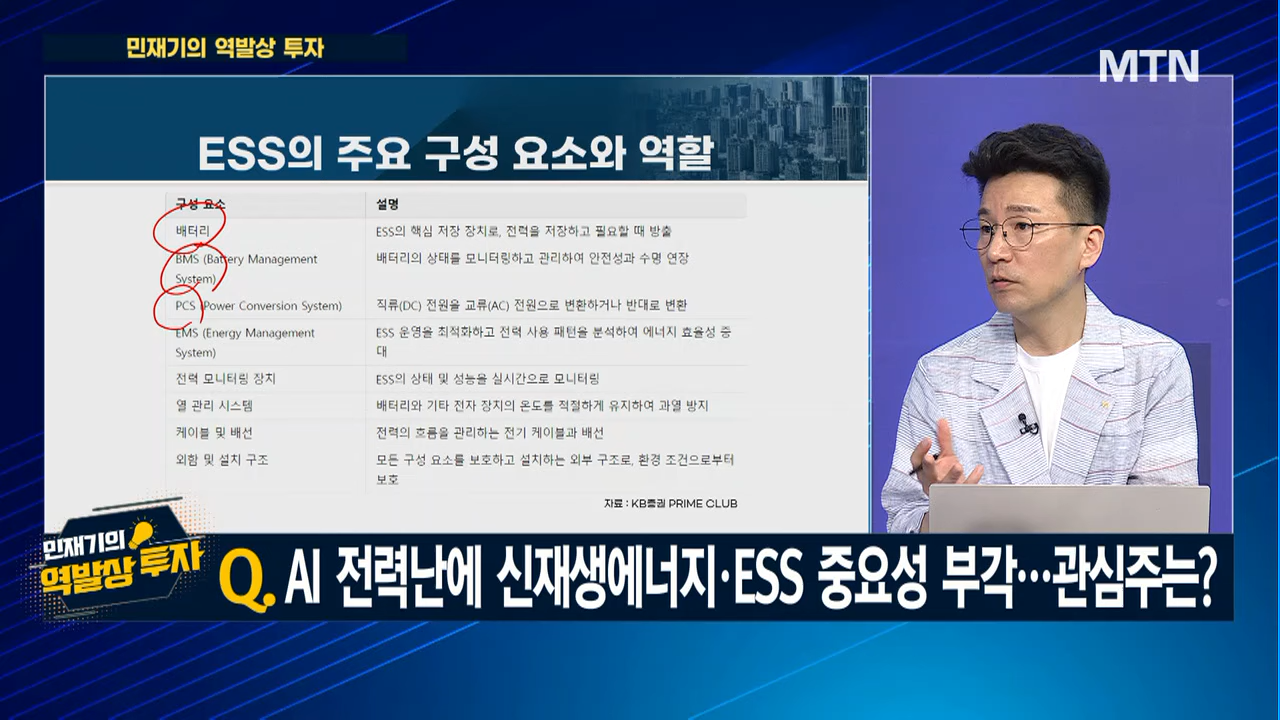 민재기의 역발상 투자
MTN
ESS의 주요 구성 요소와 역할
구성 요소 설명
배터리 ESS의 핵심 저장 장치로, 전력을 저장하고 필요할 때 방출
BMS (Battery Management
System) 배터리의 상태를 모니터링하고 관리하여 안전성과 수명 연장
PCS (Power Conversion System) 직류(DC) 전원을 교류(AC) 전원으로 변환하거나 반대로 변환
EMS (Energy Management
System) ESS 운영을 최적화하고 전력 사용 패턴을 분석하여 에너지 효율성 증
대
전력 모니터링 장치 ESS의 상태 및 성능을 실시간으로 모니터링
열 관리 시스템 배터리와 기타 전자 장치의 온도를 적절하게 유지하여 과열 방지
케이블 및 배선 전력의 흐름을 관리하는 전기 케이블과 배선
외함 및 설치 구조 모든 구성 요소를 보호하고 설치하는 외부 구조로, 환경 조건으로부터
보호
자료 : KB증권 PRIME CLUB
민재기의
역발상 투자
Q. AI 전력난에 신재생에너지·ESS 중요성 부각…관심주는?